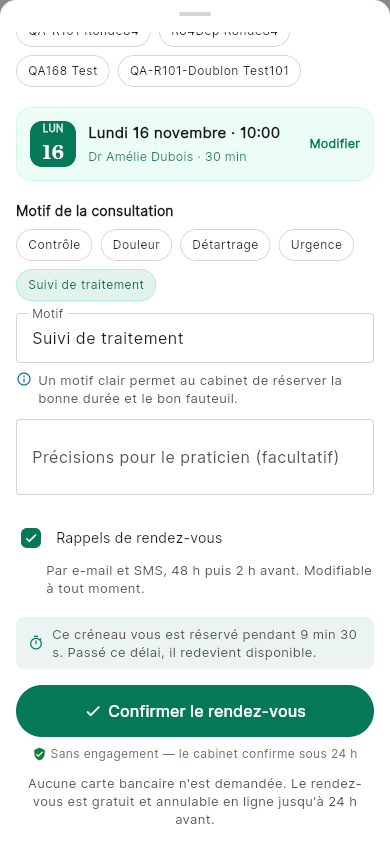 QA-R101 Ronde84
R84Dep Ronde84
QA168 Test
QA-R101-Doublon Test101
LUN
16
Lundi 16 novembre · 10:00
Dr Amélie Dubois · 30 min
Modifier
Motif de la consultation
Contrôle
Douleur
Détartrage
Urgence
Suivi de traitement
Motif
Suivi de traitement
Un motif clair permet au cabinet de réserver la
bonne durée et le bon fauteuil.
Précisions pour le praticien (facultatif)
Rappels de rendez-vous
Par e-mail et SMS, 48 h puis 2 h avant. Modifiable
à tout moment.
Ce créneau vous est réservé pendant 9 min 30
s. Passé ce délai, il redevient disponible.
Confirmer le rendez-vous
Sans engagement — le cabinet confirme sous 24 h
Aucune carte bancaire n'est demandée. Le rendez-
vous est gratuit et annulable en ligne jusqu'à 24 h
avant.